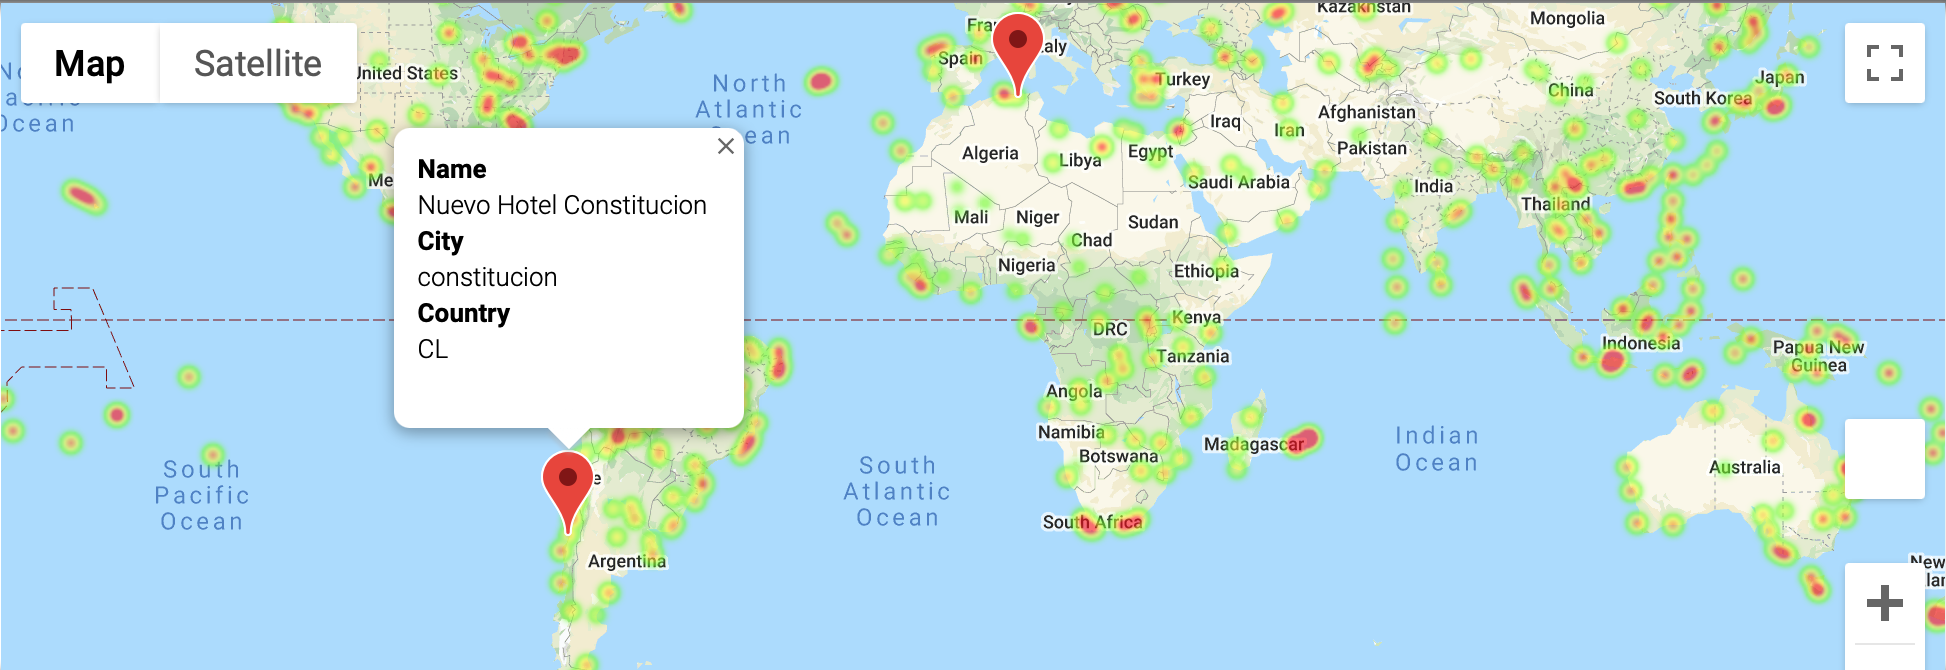 Map
Satellite
Name
Nuevo Hotel Constitucion
City
constitucion
Country
CL
United States
North
Atlantic
Spain
Turkey
Kazakhstan
Mongolia
China
Japan
South Korea
Afghanistan
Iraq
Iran
Pakistan
Algeria
Libya
Egypt
Saudi Arabia
India
Thailand
Mali
Niger
Chad
Sudan
Nigeria
Ethiopia
DRC
Kenya
Tanzania
Indonesia
Papua New
Guinea
Angola
Namibia
Botswana
Madagascar
South Africa
Indian
Ocean
Australia
South
Pacific
Ocean
South
Atlantic
Ocean
Argentina
New